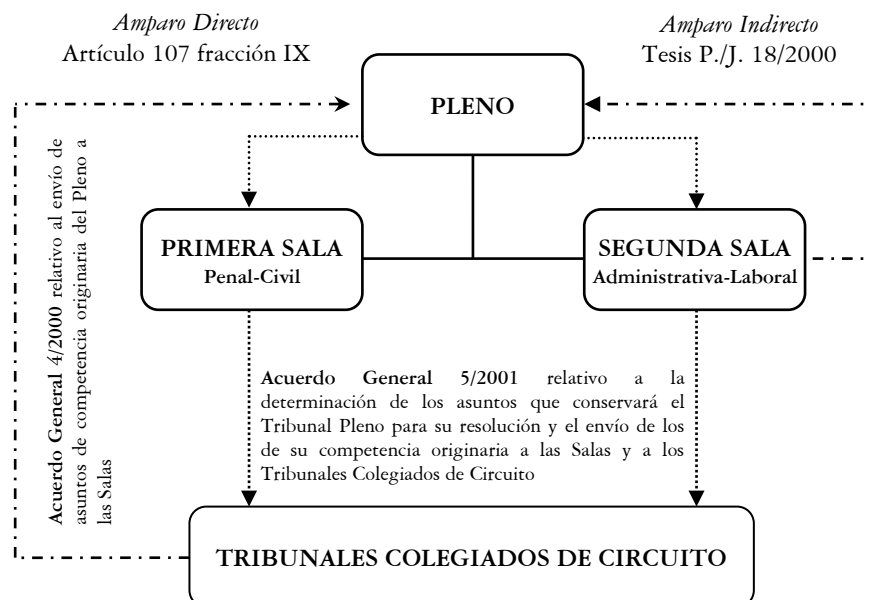 Amparo Directo
Artículo 107 fracción IX
Amparo Indirecto
Tesis P./J. 18/2000
PLENO
Acuerdo General 4/2000 relativo al envío de
asuntos de competencia originaria del Pleno a
las Salas
PRIMERA SALA
Penal-Civil
SEGUNDA SALA
Administrativa-Laboral
Acuerdo General 5/2001 relativo a la
determinación de los asuntos que conservará el
Tribunal Pleno para su resolución y el envío de los
de su competencia originaria a las Salas y a los
Tribunales Colegiados de Circuito
TRIBUNALES COLEGIADOS DE CIRCUITO